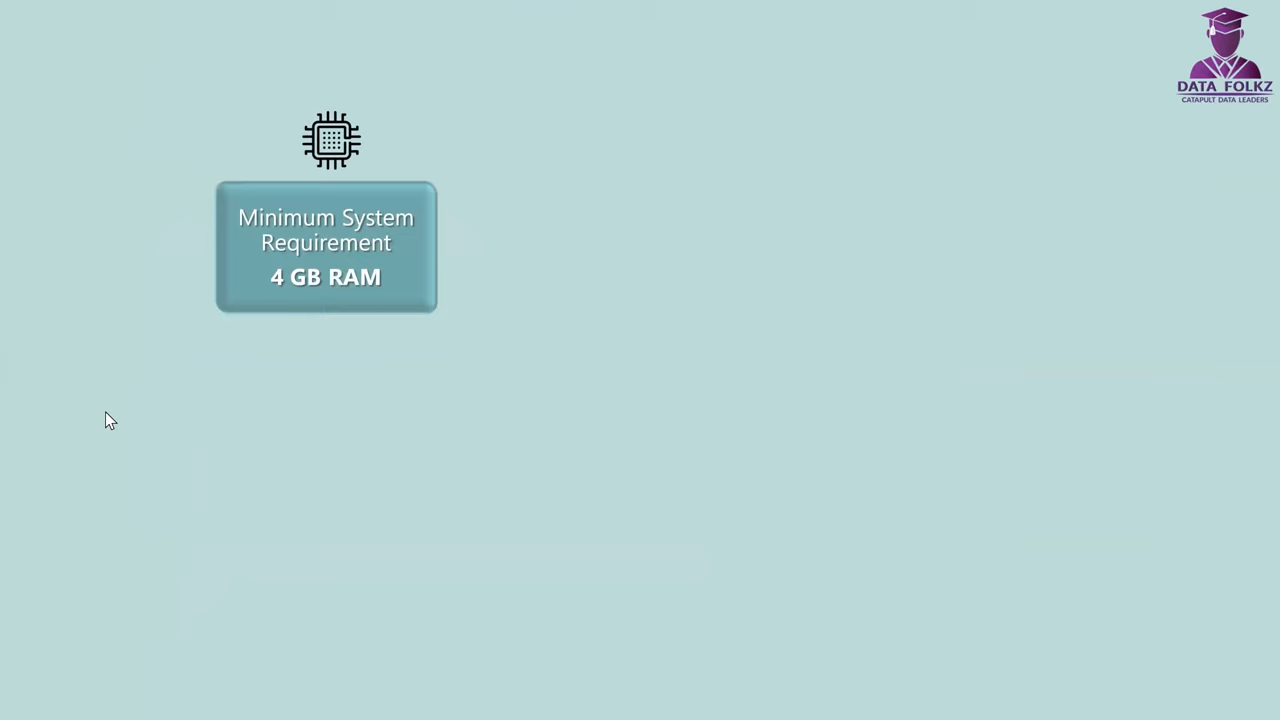 DATA FOLKZ
CATAPULT DATA LEADERS
Minimum System
Requirement
4 GB RAM